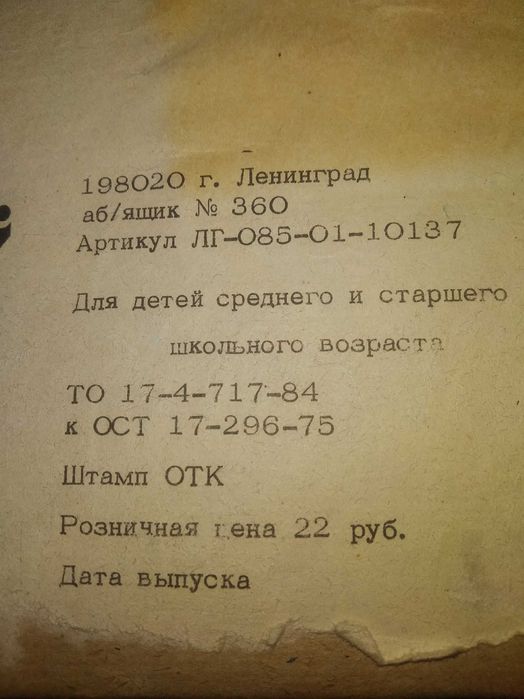 198020 г. Ленинград
аб/ящик № 360
Артикул ЛГ-085-01-10137
Для детей среднего и старшего
школьного возраста
ТО 17-4-717-84
к ОСТ 17-296-75
Штамп ОТК
Розничная цена 22 руб.
Дата выпуска